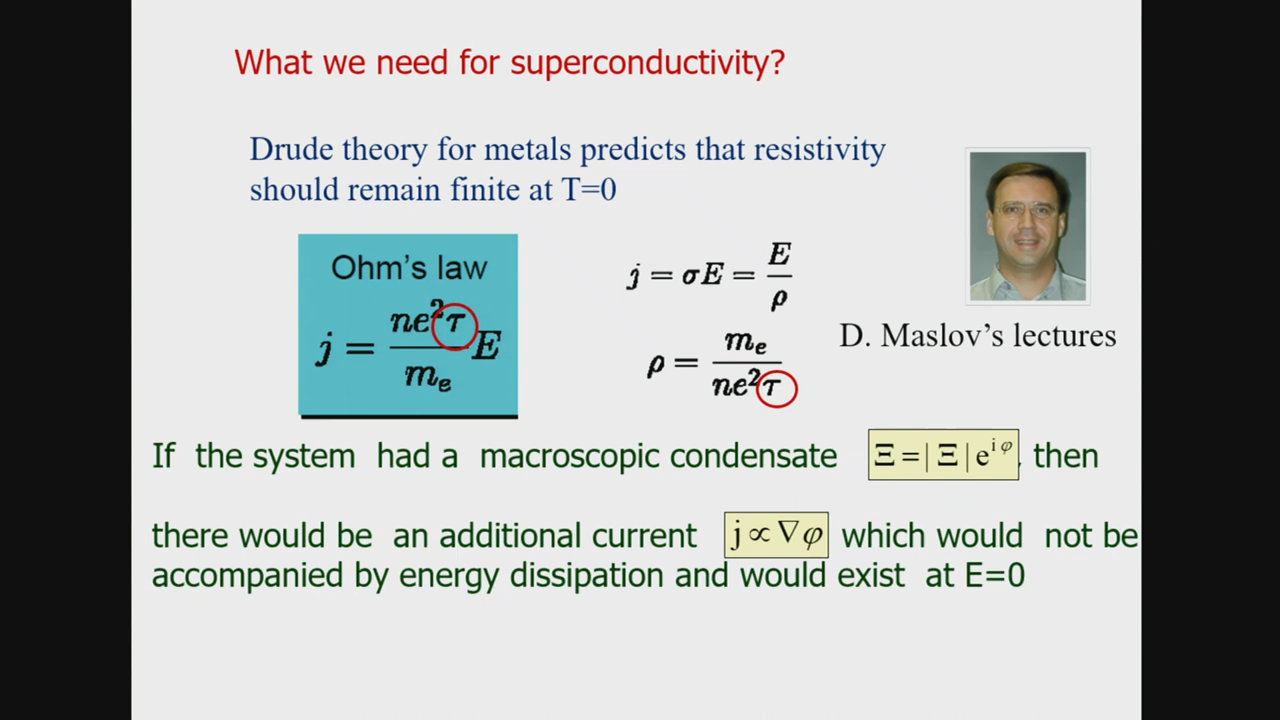 What we need for superconductivity?
Drude theory for metals predicts that resistivity
should remain finite at T=0
Ohm's law
j = ne²τ/mₑ E
j = σE = E/ρ
ρ = mₑ/ne²τ
D. Maslov's lectures
If the system had a macroscopic condensate Ξ=|Ξ|e^{iφ}, then
there would be an additional current j∝∇φ which would not be
accompanied by energy dissipation and would exist at E=0